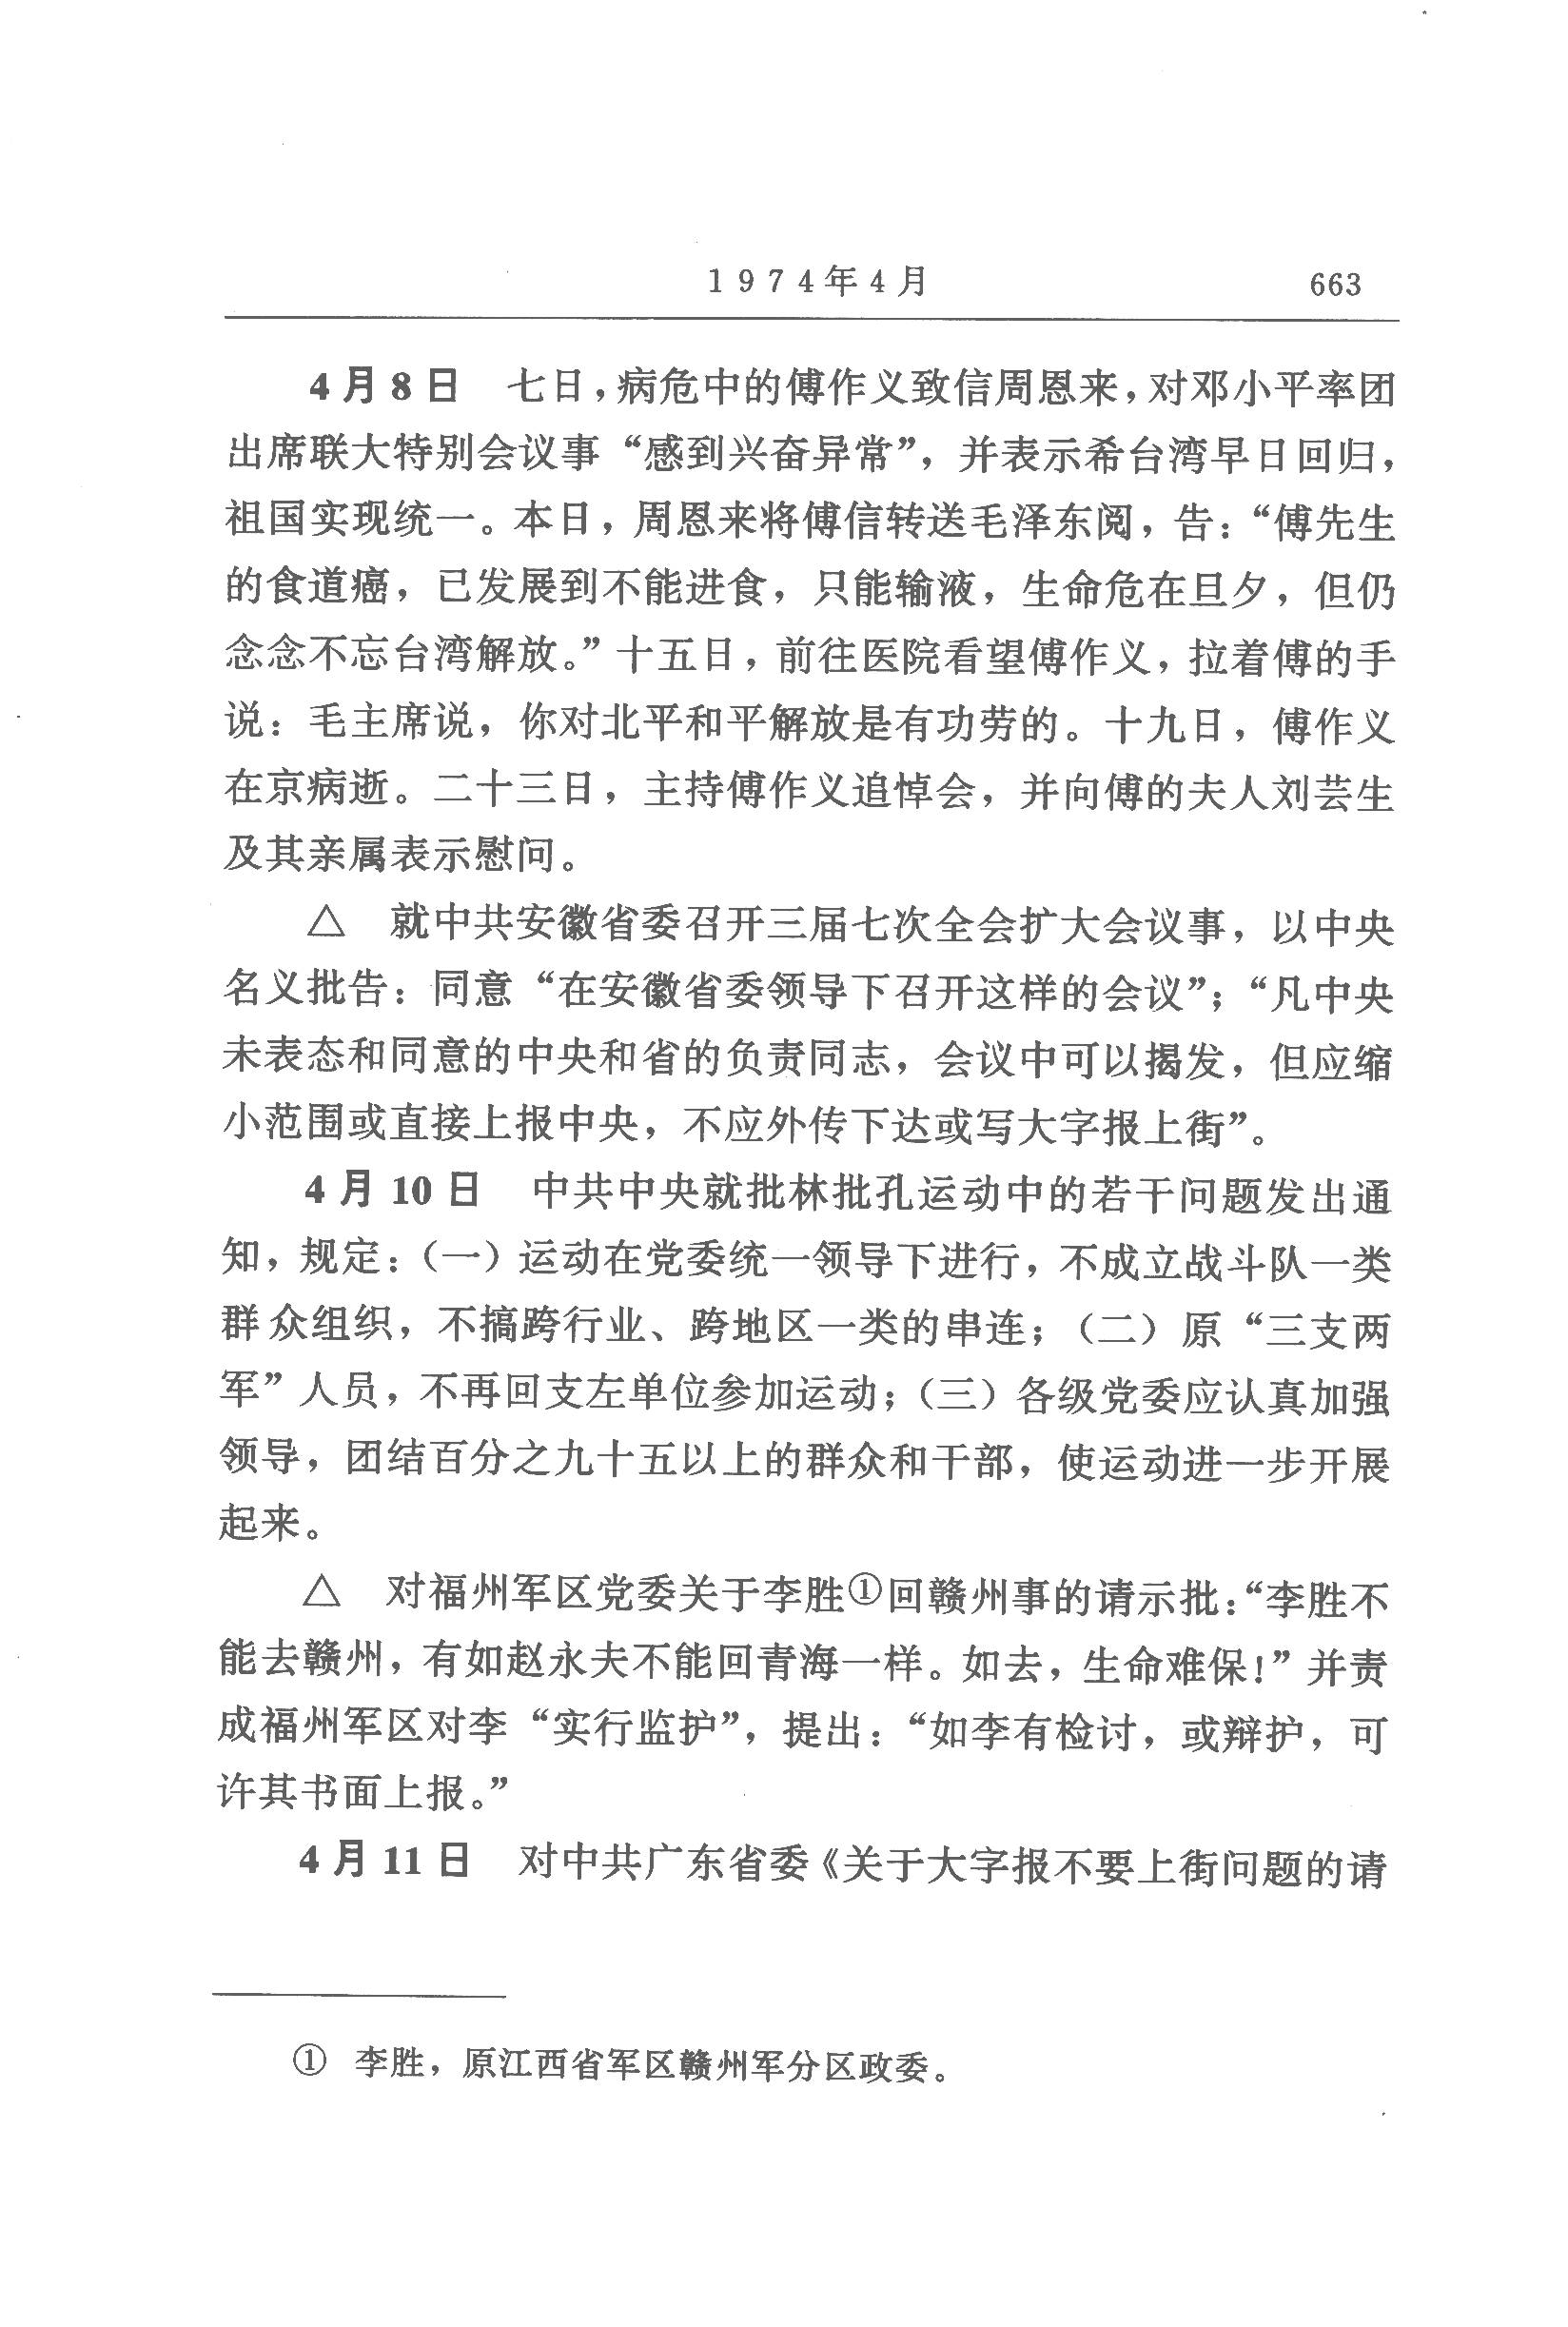 1974年4月 663
4月8日 七日，病危中的傅作义致信周恩来，对邓小平率团
出席联大特别会议事“感到兴奋异常”，并表示希台湾早日回归，
祖国实现统一。本日，周恩来将傅信转送毛泽东阅，告：“傅先生
的食道癌，已发展到不能进食，只能输液，生命危在旦夕，但仍
念念不忘台湾解放。”十五日，前往医院看望傅作义，拉着傅的手
说：毛主席说，你对北平和平解放是有功劳的。十九日，傅作义
在京病逝。二十三日，主持傅作义追悼会，并向傅的夫人刘芸生
及其亲属表示慰问。
△ 就中共安徽省委召开三届七次全会扩大会议事，以中央
名义批告：同意“在安徽省委领导下召开这样的会议”；“凡中央
未表态和同意的中央和省的负责同志，会议中可以揭发，但应缩
小范围或直接上报中央，不应外传下达或写大字报上街”。
4月10日 中共中央就批林批孔运动中的若干问题发出通
知，规定：（一）运动在党委统一领导下进行，不成立战斗队一类
群众组织，不搞跨行业、跨地区一类的串连；（二）原“三支两
军”人员，不再回支左单位参加运动；（三）各级党委应认真加强
领导，团结百分之九十五以上的群众和干部，使运动进一步开展
起来。
△ 对福州军区党委关于李胜①回赣州事的请示批：“李胜不
能去赣州，有如赵永夫不能回青海一样。如去，生命难保！”并责
成福州军区对李“实行监护”，提出：“如李有检讨，或辩护，可
许其书面上报。”
4月11日 对中共广东省委《关于大字报不要上街问题的请
① 李胜，原江西省军区赣州军分区政委。